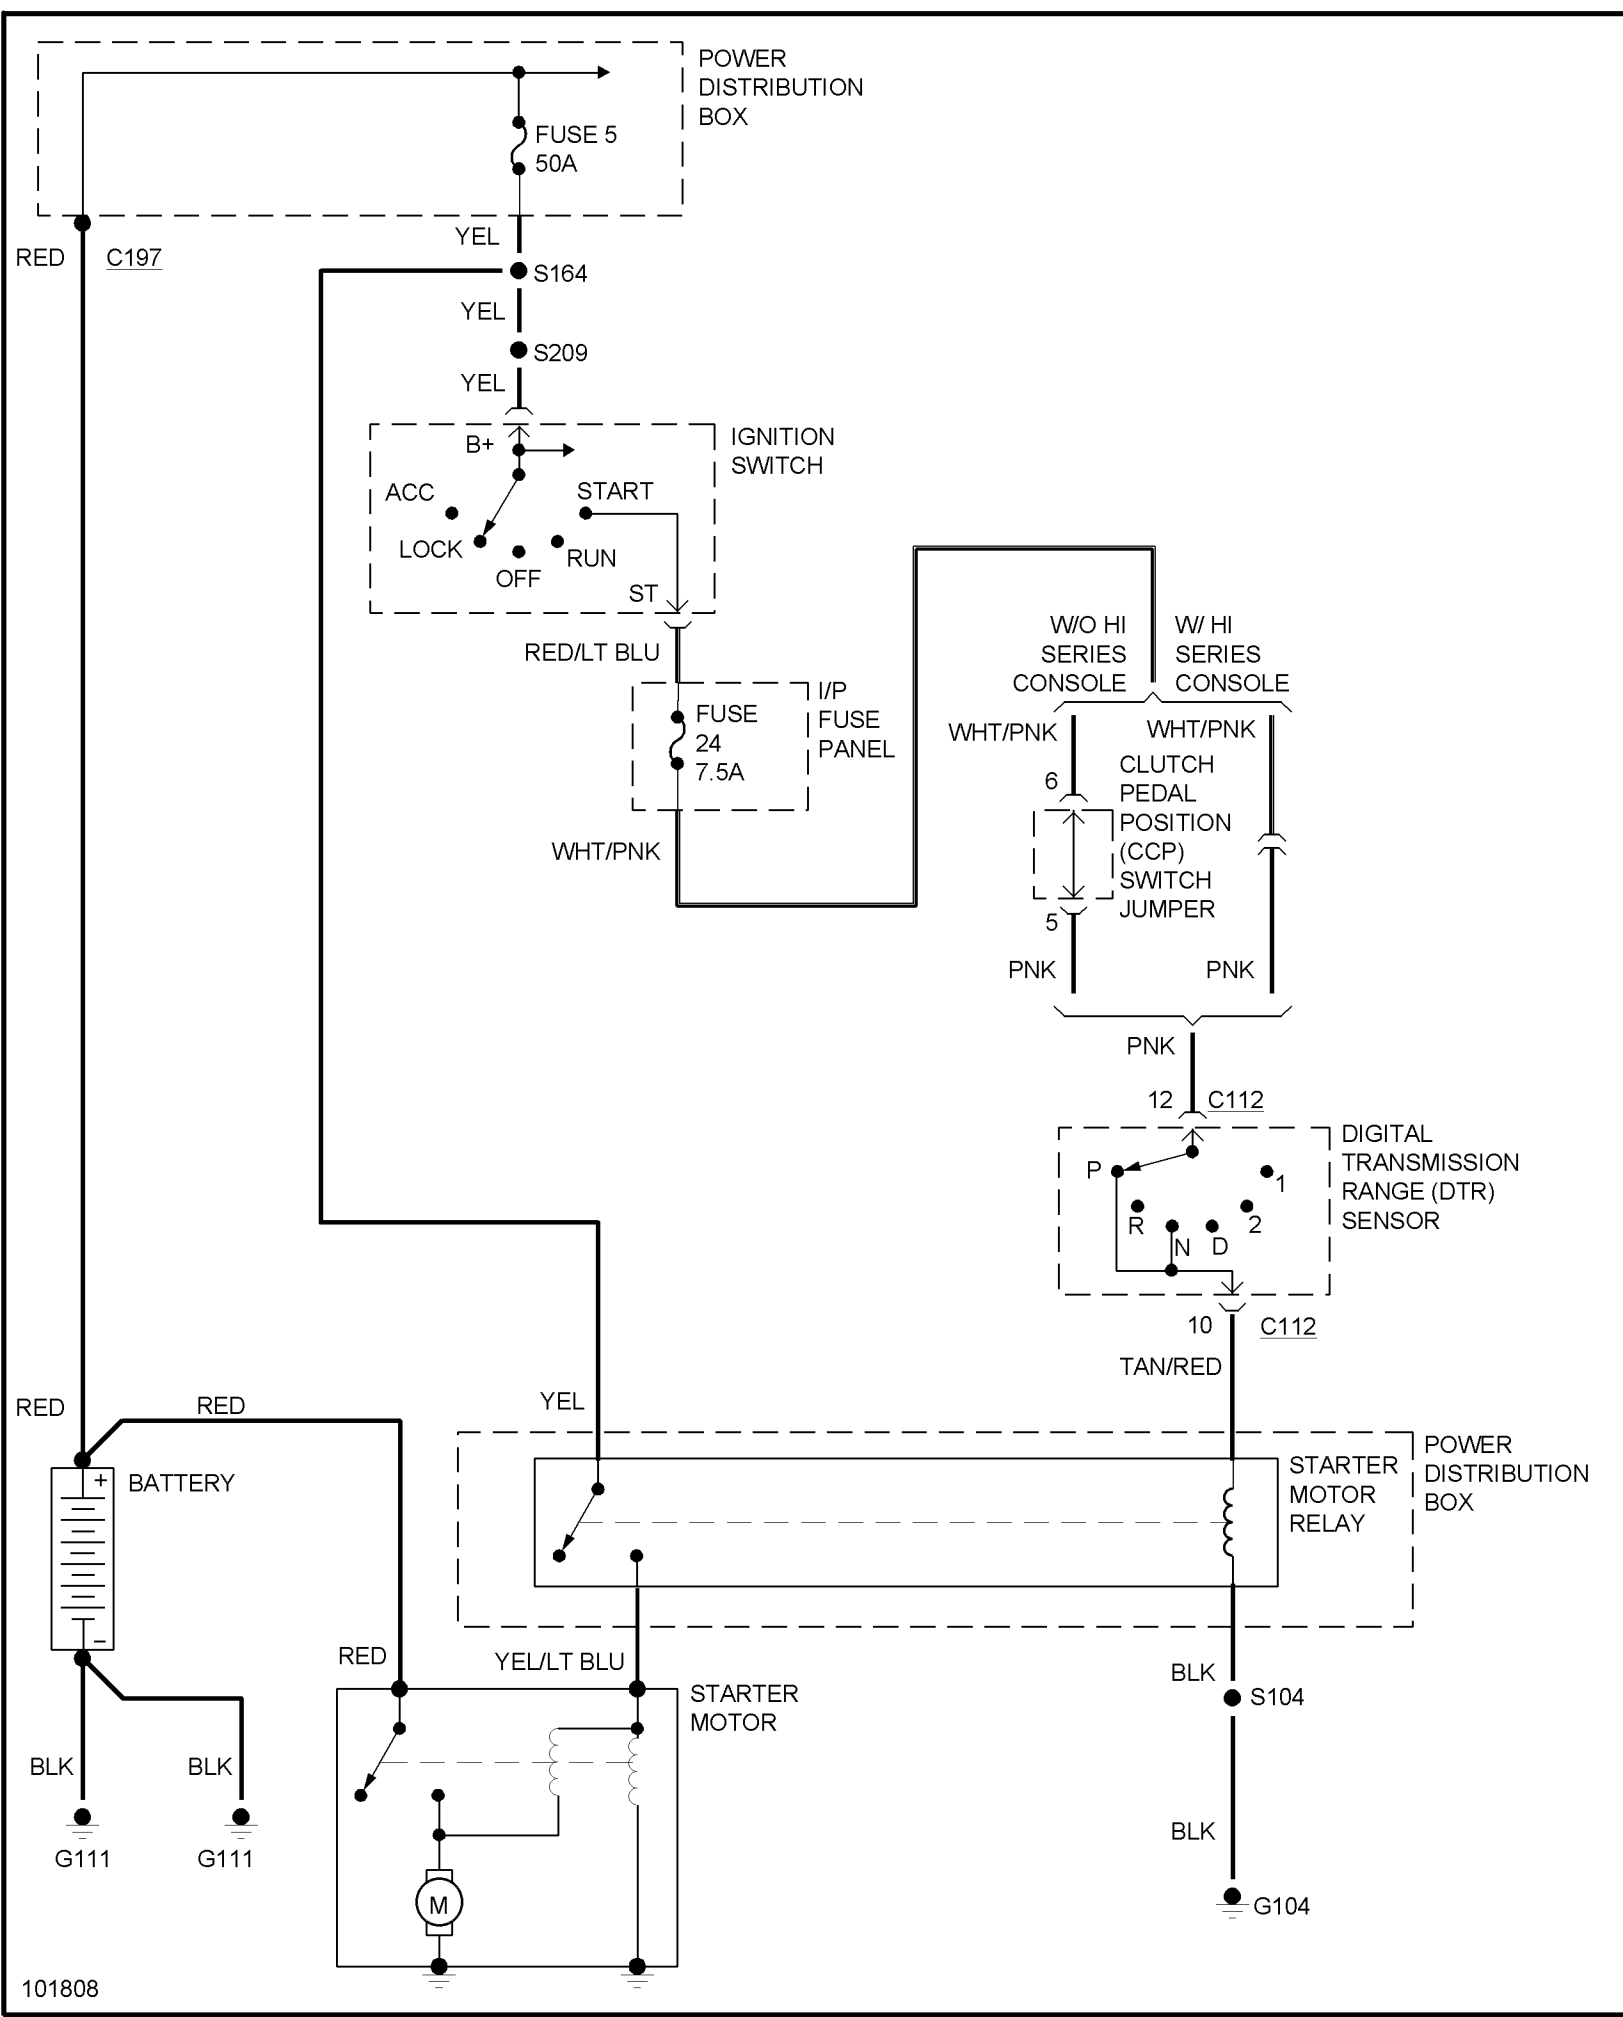 POWER
DISTRIBUTION
BOX
FUSE 5
50A
YEL
RED
C197
S164
YEL
S209
YEL
B+
IGNITION
SWITCH
ACC
START
LOCK
RUN
OFF
ST
RED/LT BLU
I/P
FUSE
PANEL
FUSE
24
7.5A
WHT/PNK
W/O HI
SERIES
CONSOLE
W/ HI
SERIES
CONSOLE
WHT/PNK
WHT/PNK
6
CLUTCH
PEDAL
POSITION
(CCP)
SWITCH
JUMPER
5
PNK
PNK
PNK
12
C112
DIGITAL
TRANSMISSION
RANGE (DTR)
SENSOR
P
1
R
2
N
D
10
C112
TAN/RED
RED
RED
YEL
+
BATTERY
POWER
DISTRIBUTION
BOX
STARTER
MOTOR
RELAY
-
RED
YEL/LT BLU
BLK
S104
STARTER
MOTOR
BLK
BLK
BLK
G111
G111
M
G104
101808